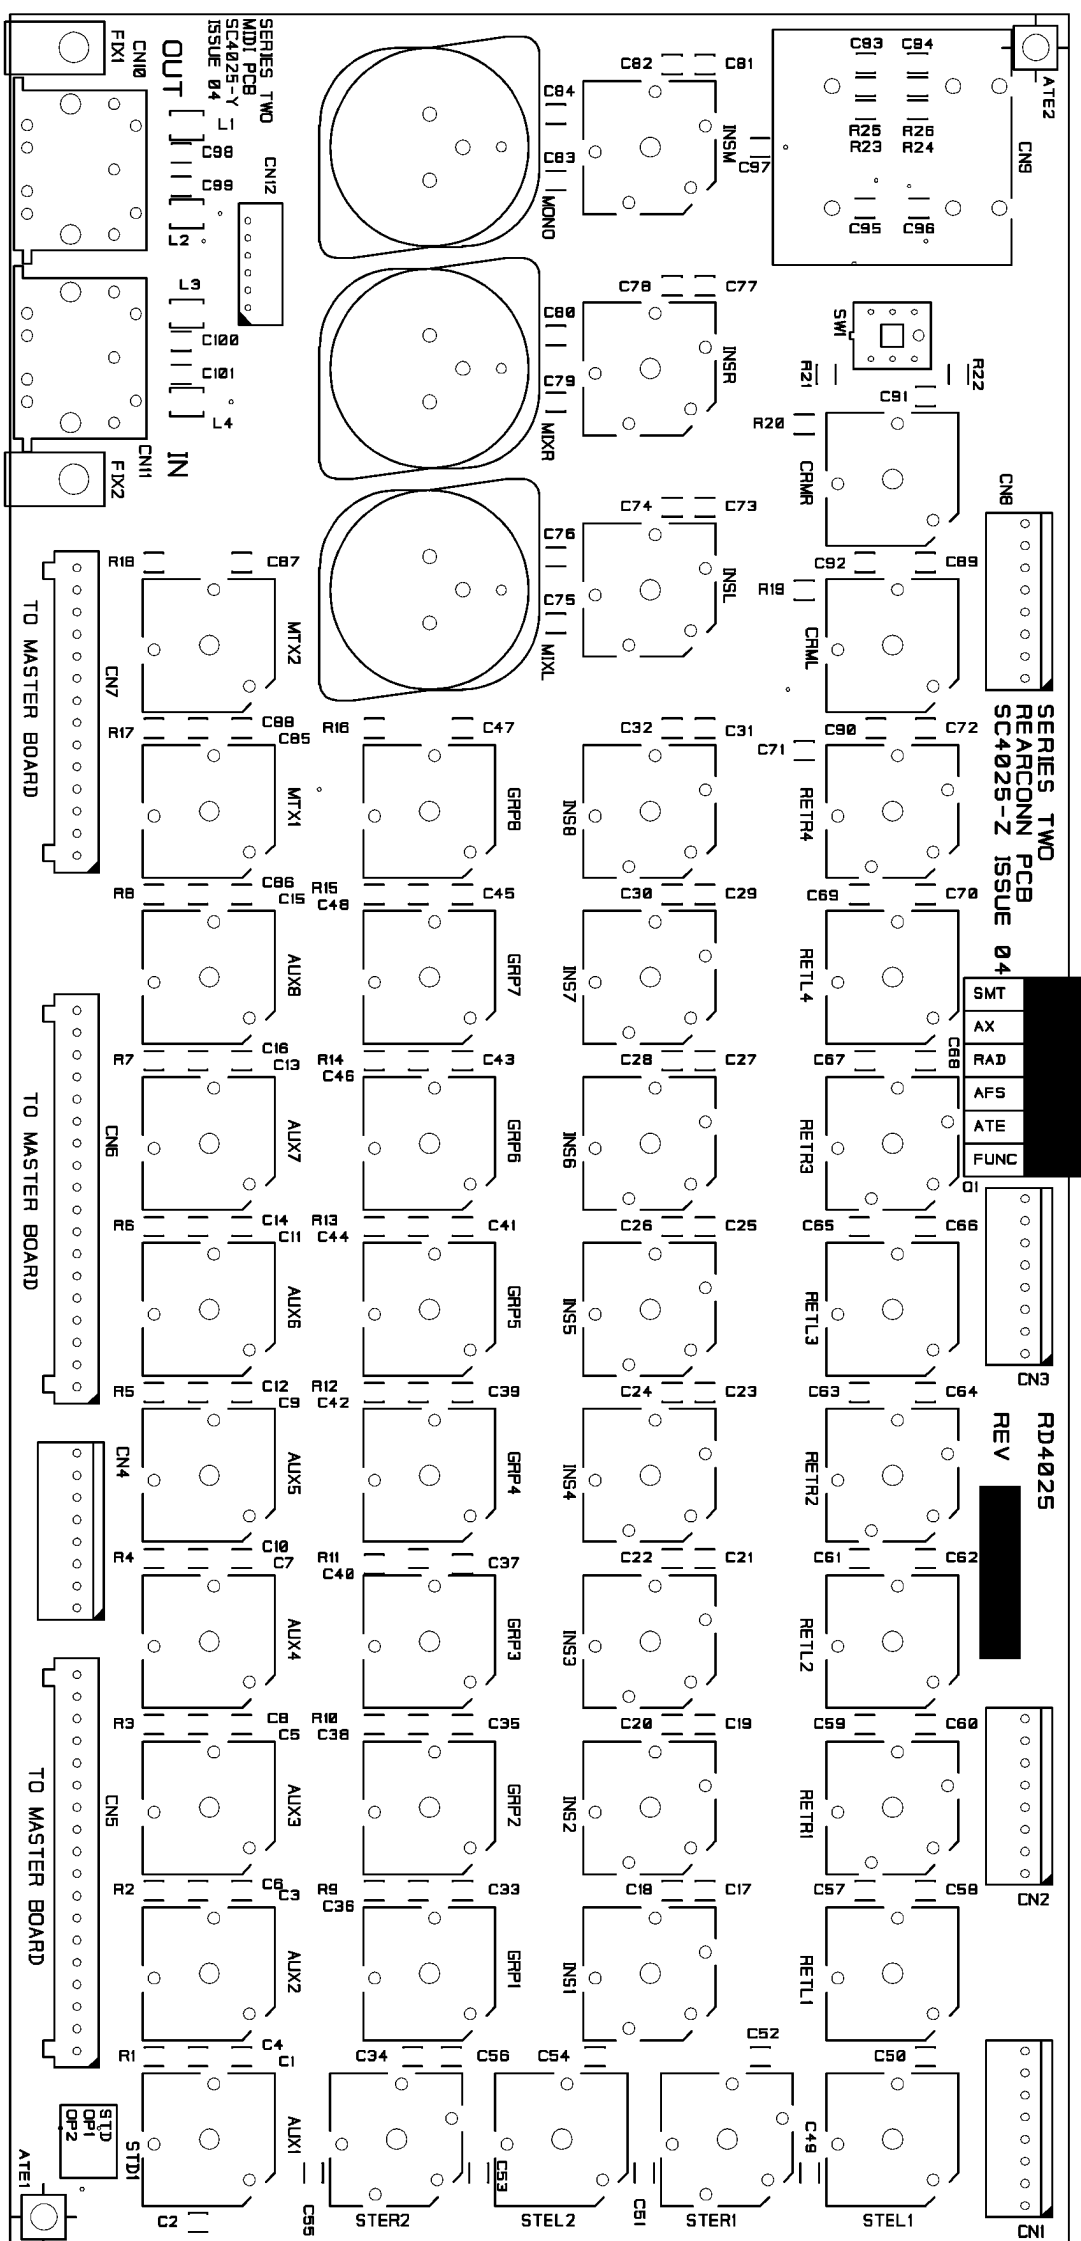 SERIES TWO
MIDI PCB
SC4025-Y
ISSUE 04
FIX1
CN10
OUT
L1
C98
C99
L2
CN12
L3
C100
C101
L4
CN11
FIX2
IN
C84
C83
MONO
C82
C81
INSM
C97
C93
C94
R25
R26
R23
R24
C95
C96
CN9
ATE2
C80
C79
MIXR
C78
C77
INSR
SW1
R21
R22
C91
R20
CRMR
CN8
C76
C75
MIXL
C74
C73
INSL
C92
C89
R19
CRML
R18
C87
MTX2
CN7
TO MASTER BOARD
R17
C88
C85
MTX1
R16
C47
GRP8
C32
C31
INS8
C90
C72
C71
RETR4
SERIES TWO
REARCONN PCB
SC4025-Z ISSUE 04
R8
C86
C15
AUX8
R15
C48
C45
GRP7
C30
C29
INS7
C69
C70
RETL4
SMT
AX
RAD
AFS
ATE
FUNC
R7
C16
C13
AUX7
R14
C46
C43
GRP6
C28
C27
INS6
C67
C68
RETR3
Q1
CN6
TO MASTER BOARD
R6
C14
C11
AUX6
R13
C44
C41
GRP5
C26
C25
INS5
C65
C66
RETL3
CN3
R5
C12
C9
AUX5
R12
C42
C39
GRP4
C24
C23
INS4
C63
C64
RETR2
RD4025
REV
CN4
R4
C10
C7
AUX4
R11
C40
C37
GRP3
C22
C21
INS3
C61
C62
RETL2
R3
C8
C5
AUX3
R10
C38
C35
GRP2
C20
C19
INS2
C59
C60
RETR1
CN2
CN5
TO MASTER BOARD
R2
C6
C3
AUX2
R9
C36
C33
GRP1
C18
C17
INS1
C57
C58
RETL1
R1
C4
C1
AUX1
C34
C56
C54
C52
C50
C55
C53
C51
C49
STER2
STEL2
STER1
STEL1
STD
OP1
OP2
STD1
C2
ATE1
CN1